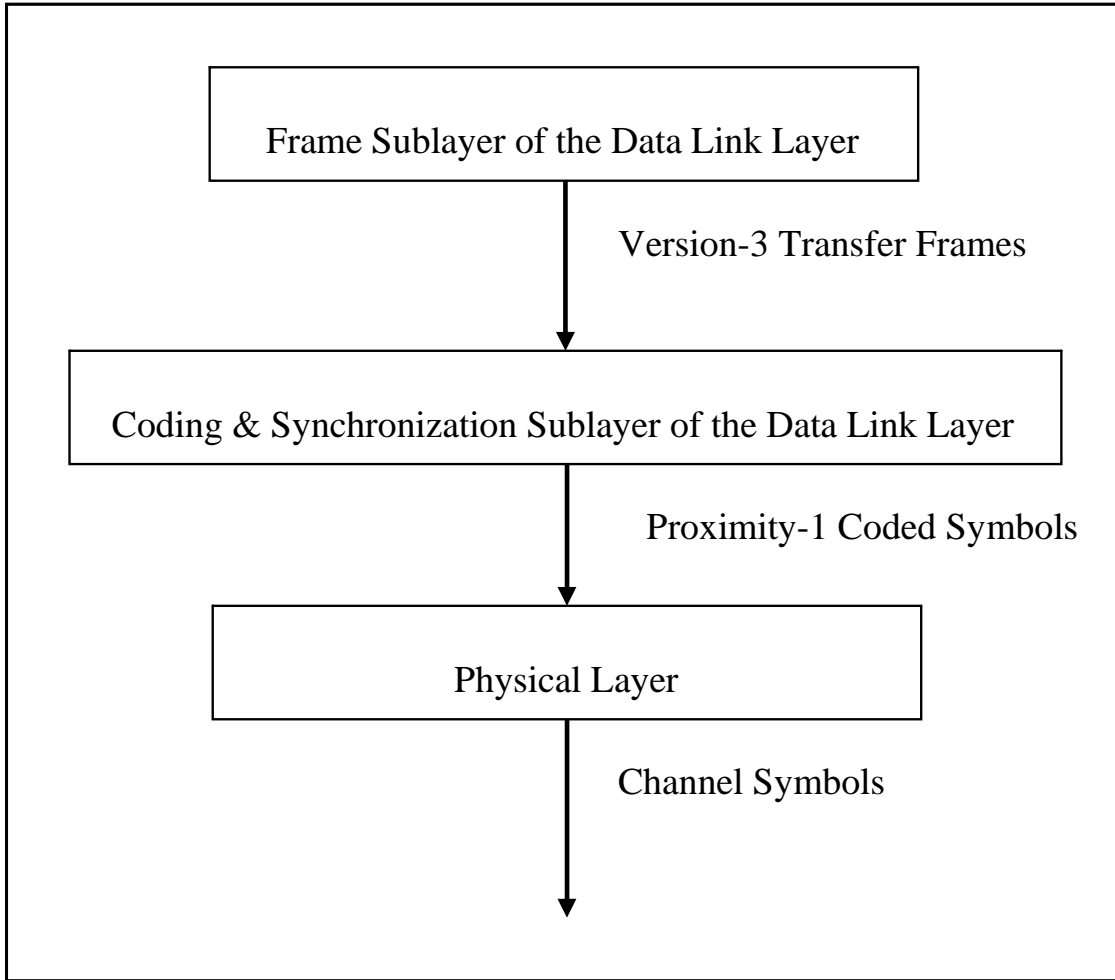 Frame Sublayer of the Data Link Layer
Version-3 Transfer Frames
Coding & Synchronization Sublayer of the Data Link Layer
Proximity-1 Coded Symbols
Physical Layer
Channel Symbols